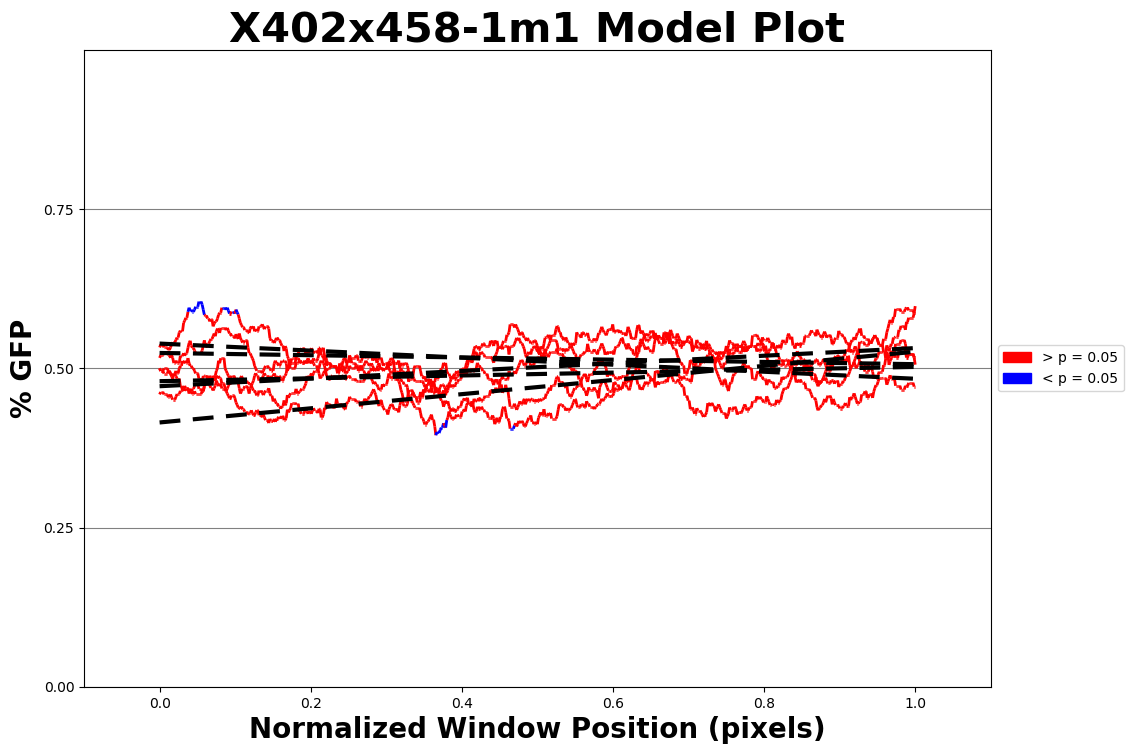 X402x458-1m1 Model Plot
% GFP
0.75
0.50
0.25
0.00
0.0 0.2 0.4 0.6 0.8 1.0
Normalized Window Position (pixels)
> p = 0.05
< p = 0.05